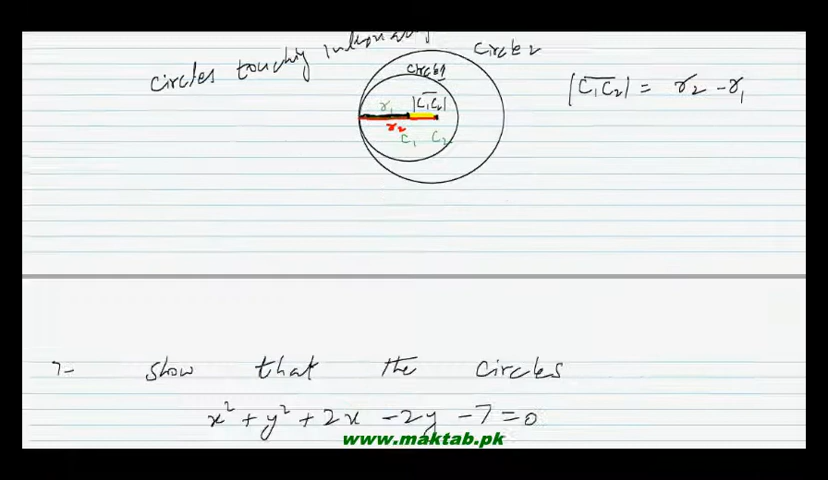 circles touching internally
circle 2
circle 1
|C₁C₂| = r₂ - r₁
r₁ |C₁C₂|
r₂
C₁ C₂
7- show that the circles
x² + y² + 2x - 2y - 7 = 0
www.maktab.pk